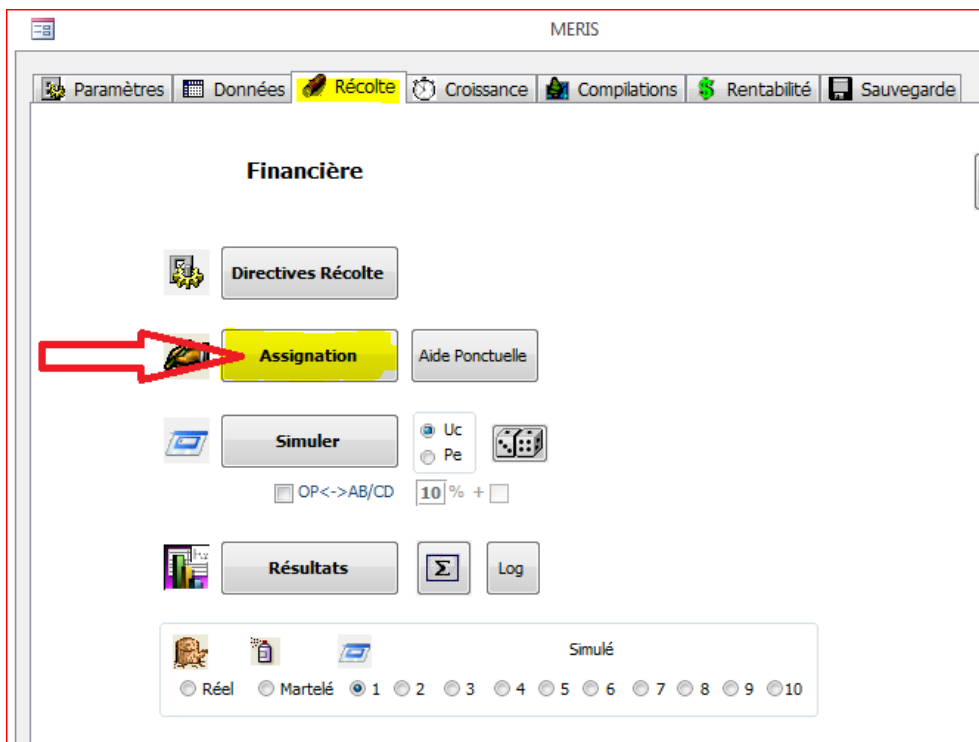 MERIS
Paramètres Données Récolte Croissance Compilations $ Rentabilité Sauvegarde
Financière
Directives Récolte
Assignation Aide Ponctuelle
Simuler Uc
Pe
OP<->AB/CD 10 % +
Résultats Σ Log
Simulé
Réel Martelé 1 2 3 4 5 6 7 8 9 10